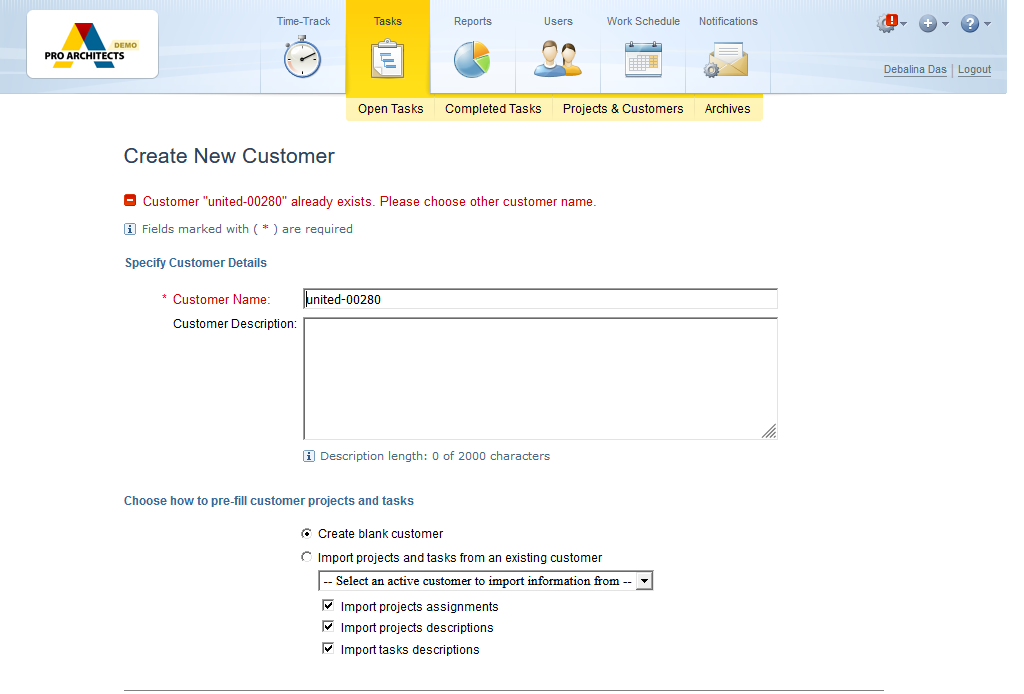 PRO ARCHITECTS DEMO
Time-Track Tasks Reports Users Work Schedule Notifications
Debalina Das | Logout
Open Tasks Completed Tasks Projects & Customers Archives
Create New Customer
Customer "united-00280" already exists. Please choose other customer name.
Fields marked with ( * ) are required
Specify Customer Details
* Customer Name: united-00280
Customer Description:
Description length: 0 of 2000 characters
Choose how to pre-fill customer projects and tasks
Create blank customer
Import projects and tasks from an existing customer
-- Select an active customer to import information from --
Import projects assignments
Import projects descriptions
Import tasks descriptions